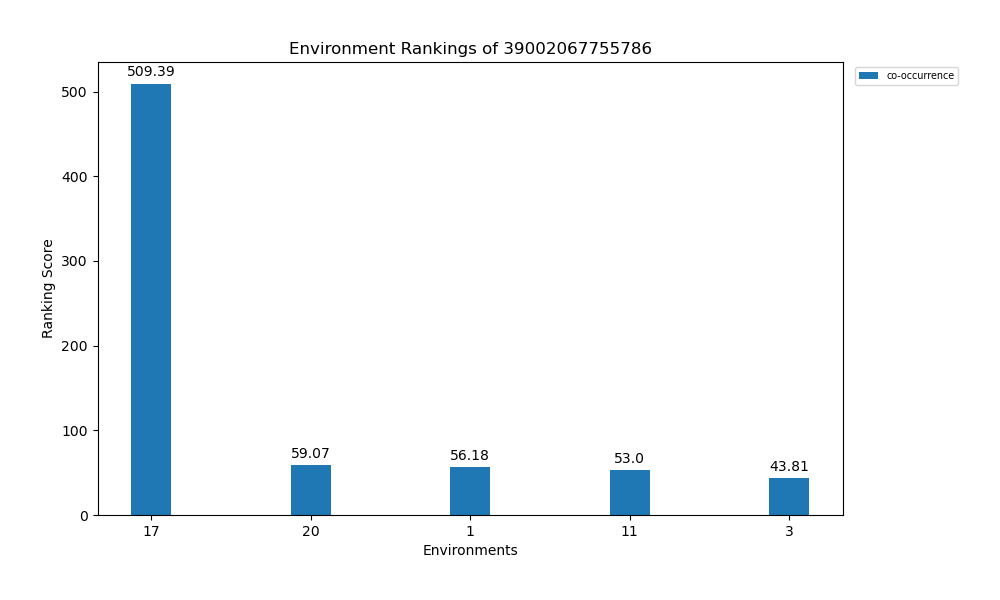 Environment Rankings of 39002067755786
co-occurrence
509.39
59.07
56.18
53.0
43.81
500
400
300
200
100
0
Ranking Score
17 20 1 11 3
Environments